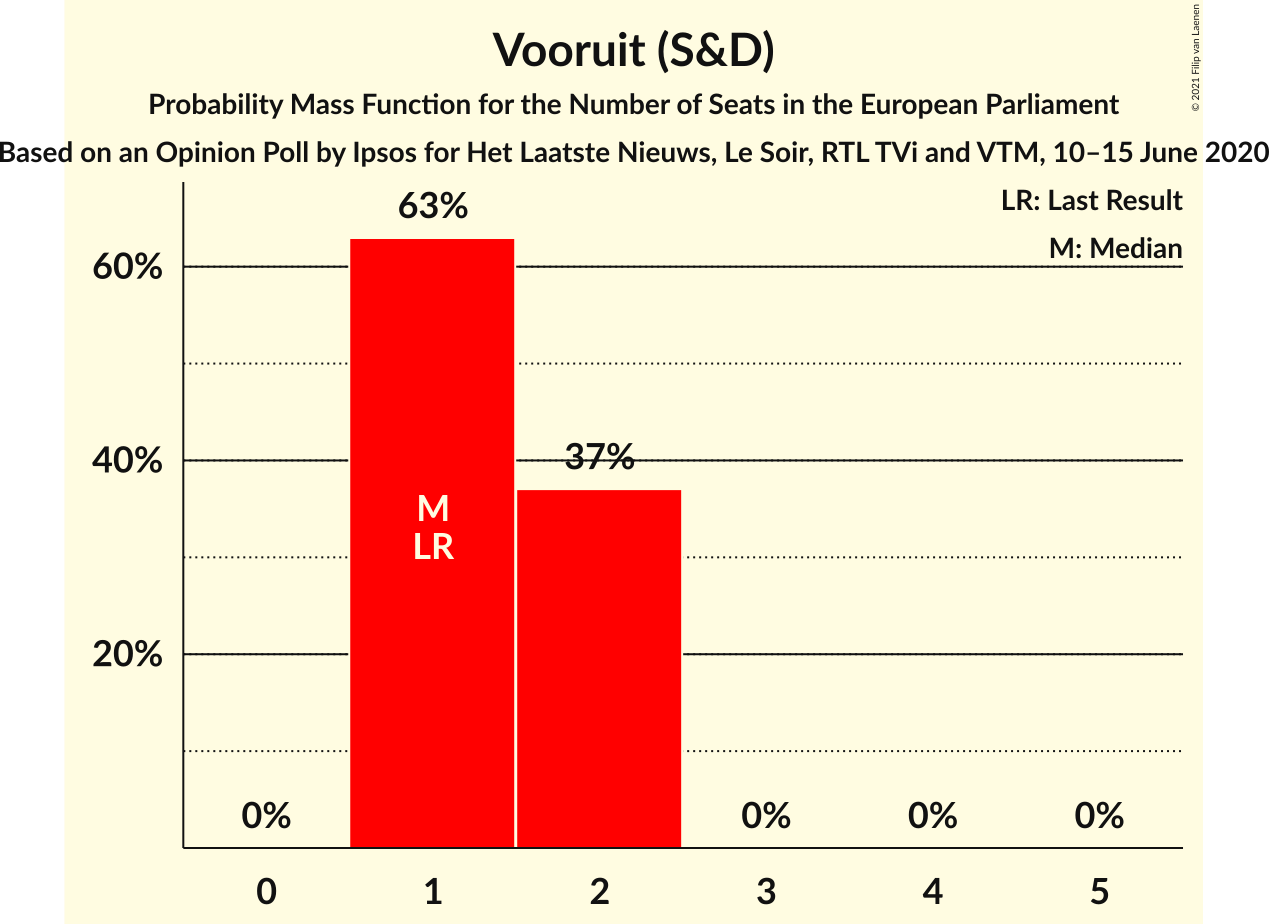 Vooruit (S&D)
Probability Mass Function for the Number of Seats in the European Parliament
Based on an Opinion Poll by Ipsos for Het Laatste Nieuws, Le Soir, RTL TVi and VTM, 10–15 June 2020
© 2021 Filip van Laenen
LR: Last Result
M: Median
63%
60%
40%
37%
M
LR
20%
0%
0%
0%
0%
0 1 2 3 4 5